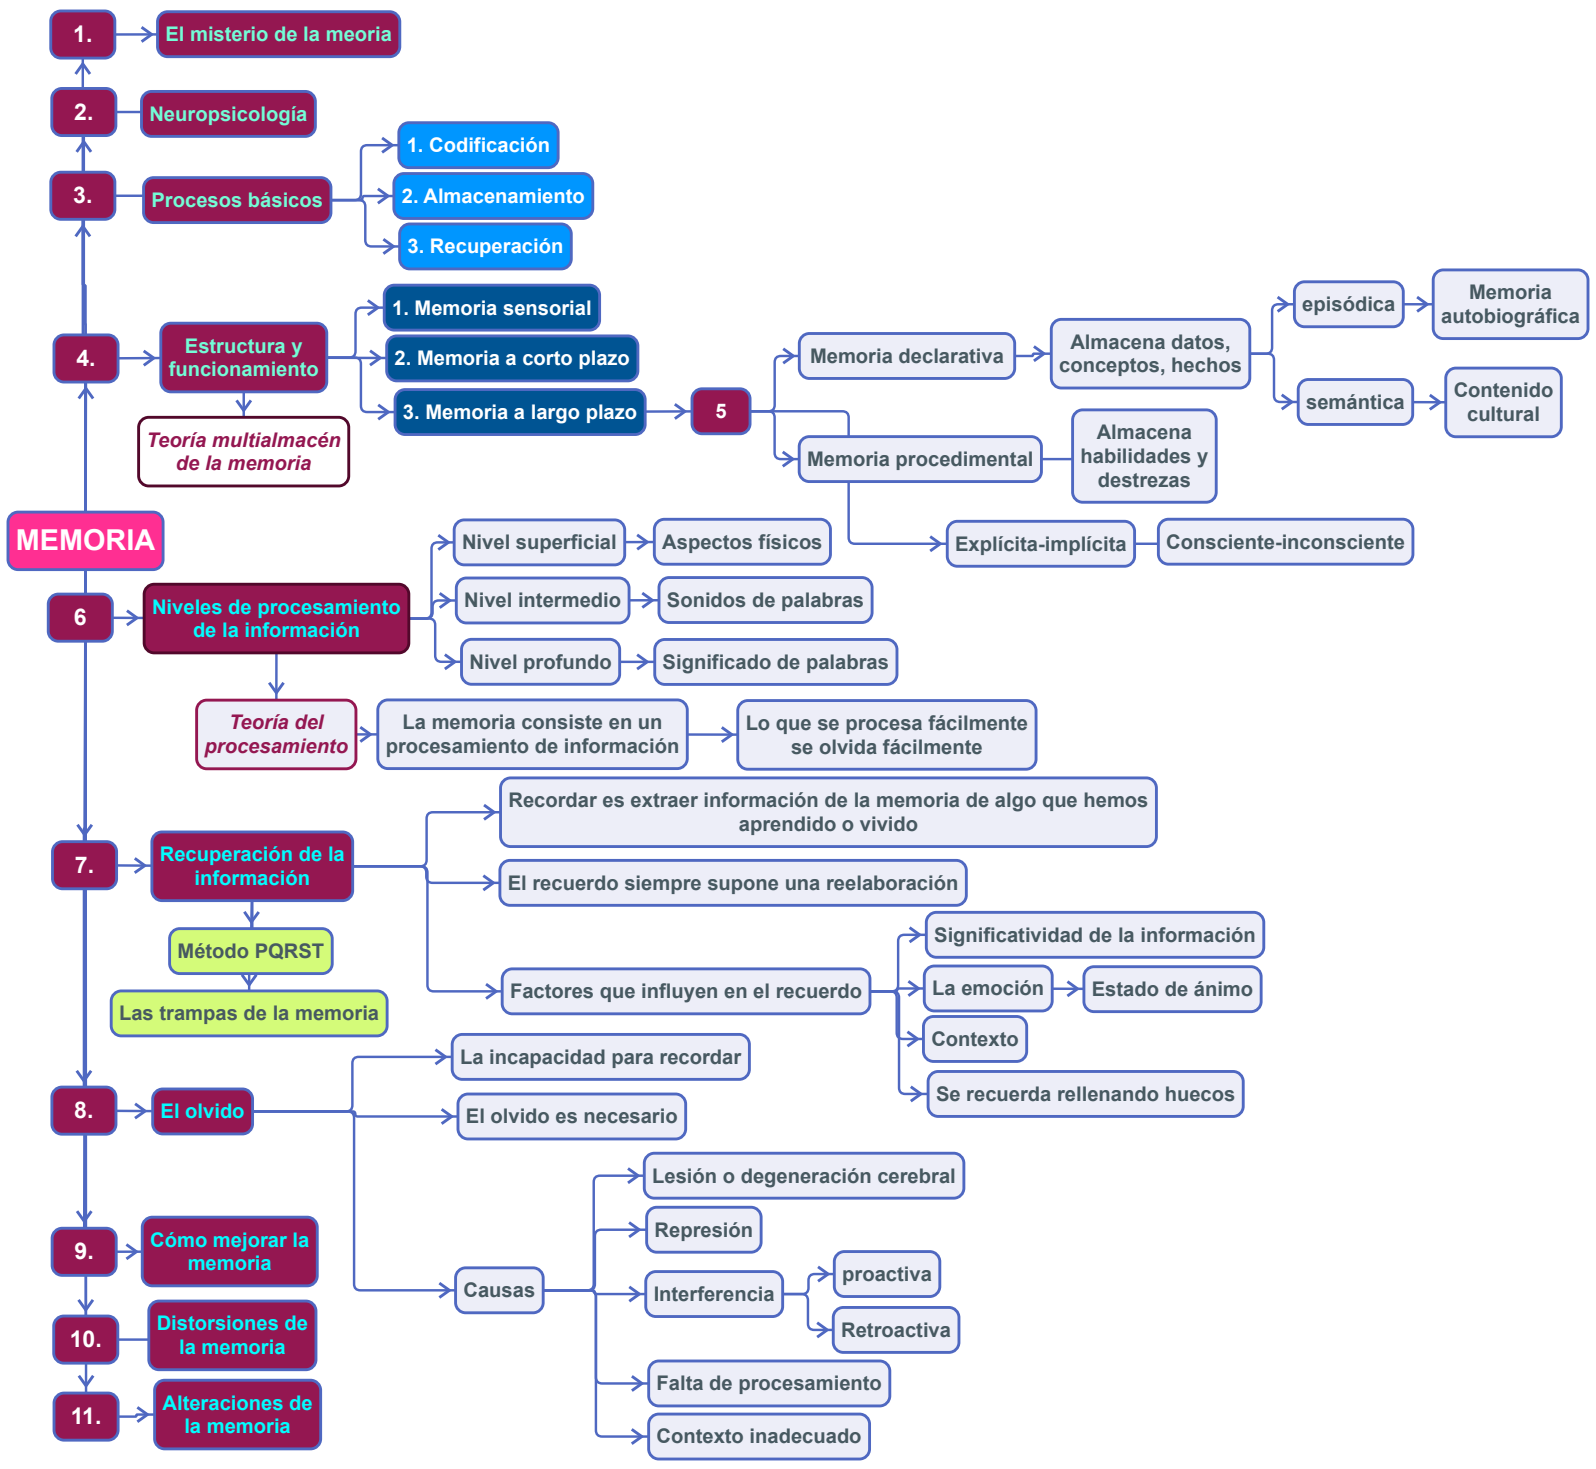 1.
El misterio de la meoria
2.
Neuropsicología
3.
Procesos básicos
1. Codificación
2. Almacenamiento
3. Recuperación
4.
Estructura y
funcionamiento
Teoría multialmacén
de la memoria
1. Memoria sensorial
2. Memoria a corto plazo
3. Memoria a largo plazo
5
Memoria declarativa
Almacena datos,
conceptos, hechos
episódica
Memoria
autobiográfica
semántica
Contenido
cultural
Memoria procedimental
Almacena
habilidades y
destrezas
Explícita-implícita
Consciente-inconsciente
MEMORIA
6
Niveles de procesamiento
de la información
Nivel superficial
Aspectos físicos
Nivel intermedio
Sonidos de palabras
Nivel profundo
Significado de palabras
Teoría del
procesamiento
La memoria consiste en un
procesamiento de información
Lo que se procesa fácilmente
se olvida fácilmente
7.
Recuperación de la
información
Método PQRST
Las trampas de la memoria
Recordar es extraer información de la memoria de algo que hemos
aprendido o vivido
El recuerdo siempre supone una reelaboración
Factores que influyen en el recuerdo
Significatividad de la información
La emoción
Estado de ánimo
Contexto
Se recuerda rellenando huecos
8.
El olvido
La incapacidad para recordar
El olvido es necesario
Causas
Lesión o degeneración cerebral
Represión
Interferencia
proactiva
Retroactiva
Falta de procesamiento
Contexto inadecuado
9.
Cómo mejorar la
memoria
10.
Distorsiones de
la memoria
11.
Alteraciones de
la memoria